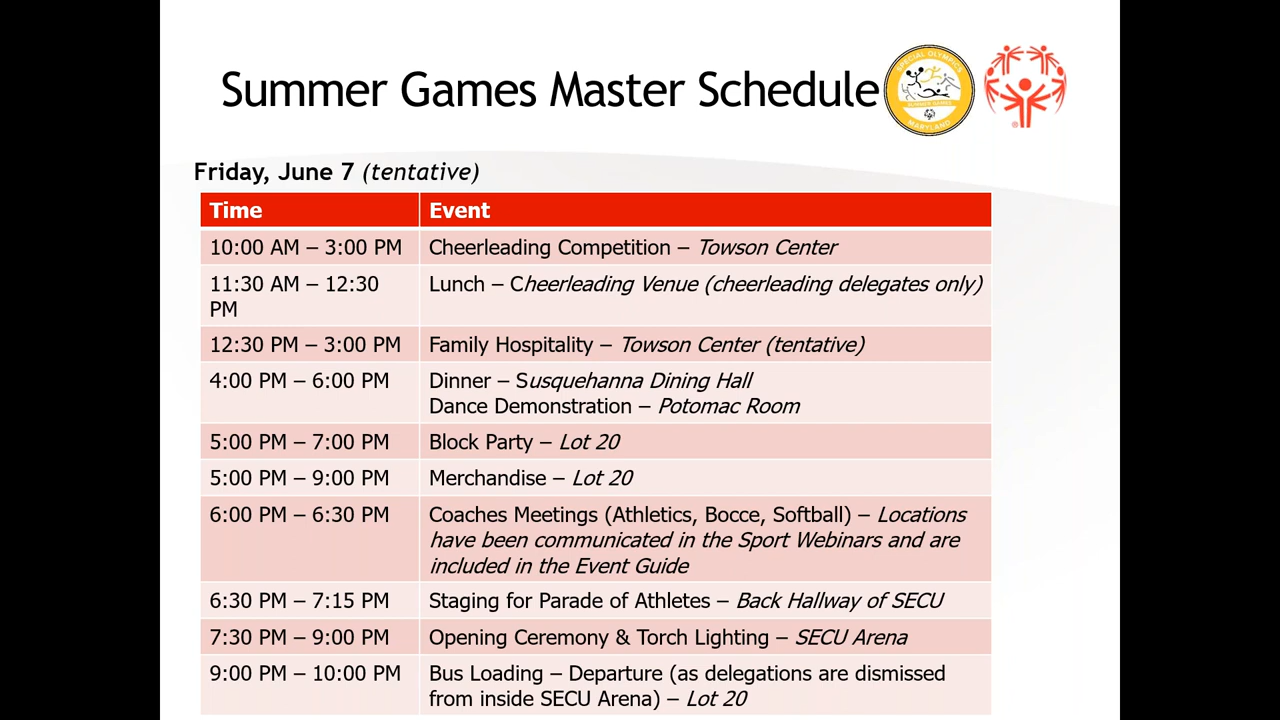 Summer Games Master Schedule
SPECIAL OLYMPICS
SUMMER GAMES
MARYLAND
®
Friday, June 7 (tentative)
Time Event
10:00 AM – 3:00 PM Cheerleading Competition – Towson Center
11:30 AM – 12:30 Lunch – Cheerleading Venue (cheerleading delegates only)
PM
12:30 PM – 3:00 PM Family Hospitality – Towson Center (tentative)
4:00 PM – 6:00 PM Dinner – Susquehanna Dining Hall
Dance Demonstration – Potomac Room
5:00 PM – 7:00 PM Block Party – Lot 20
5:00 PM – 9:00 PM Merchandise – Lot 20
6:00 PM – 6:30 PM Coaches Meetings (Athletics, Bocce, Softball) – Locations
have been communicated in the Sport Webinars and are
included in the Event Guide
6:30 PM – 7:15 PM Staging for Parade of Athletes – Back Hallway of SECU
7:30 PM – 9:00 PM Opening Ceremony & Torch Lighting – SECU Arena
9:00 PM – 10:00 PM Bus Loading – Departure (as delegations are dismissed
from inside SECU Arena) – Lot 20